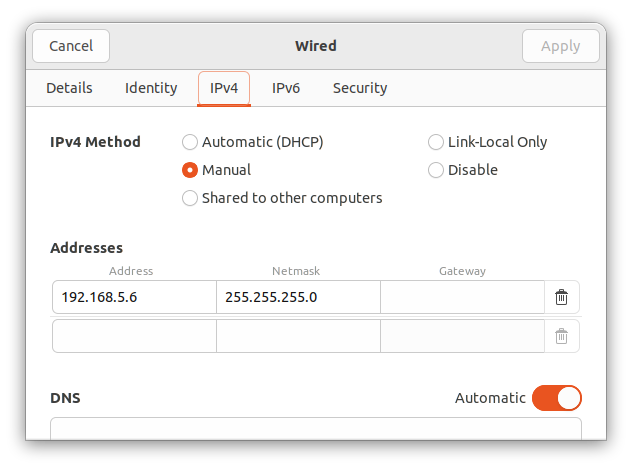 Cancel Wired Apply
Details Identity IPv4 IPv6 Security
IPv4 Method Automatic (DHCP) Link-Local Only
Manual Disable
Shared to other computers
Addresses
Address Netmask Gateway
192.168.5.6 255.255.255.0
DNS Automatic